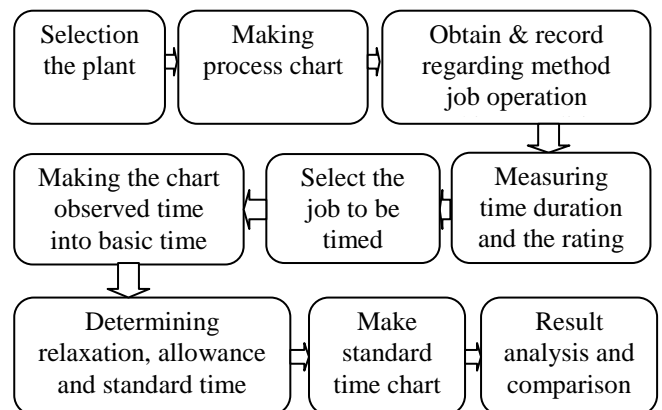 Selection
the plant
Making
process chart
Obtain & record
regarding method
job operation
Measuring
time duration
and the rating
Select the
job to be
timed
Making the chart
observed time
into basic time
Determining
relaxation, allowance
and standard time
Make
standard
time chart
Result
analysis and
comparison